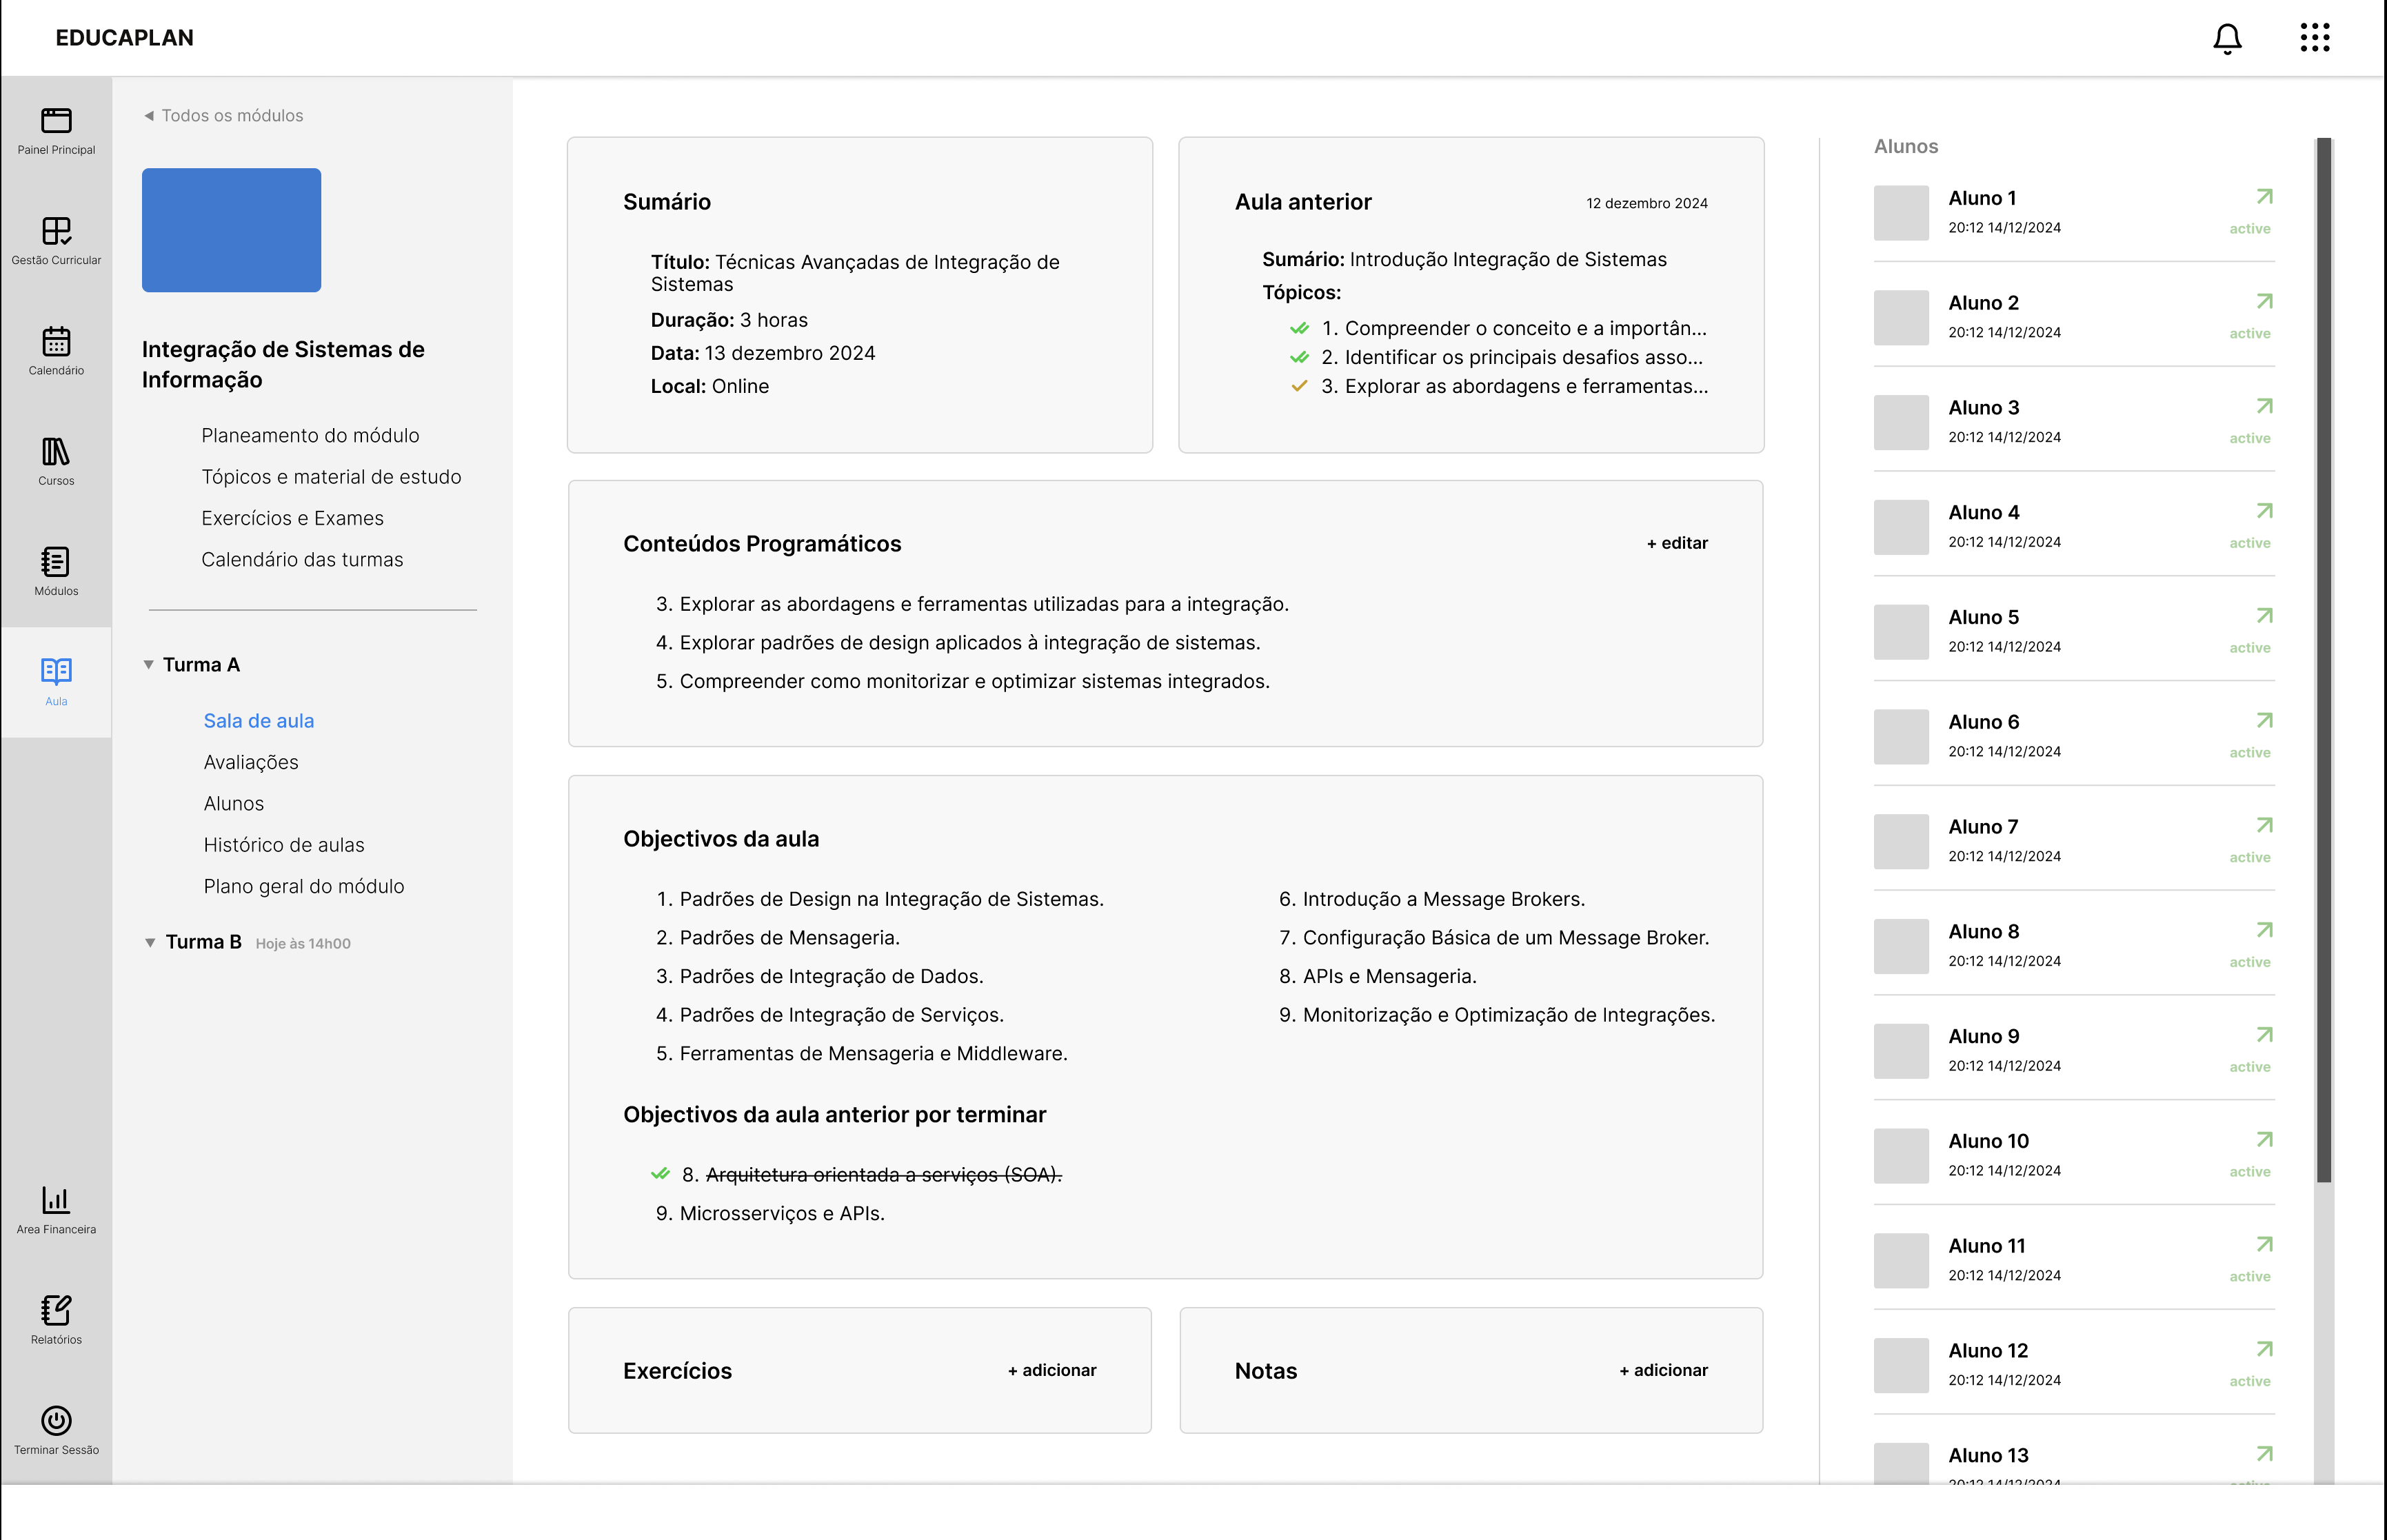 EDUCAPLAN
Painel Principal
Gestão Curricular
Calendário
Cursos
Módulos
Aula
Area Financeira
Relatórios
Terminar Sessão
Todos os módulos
Integração de Sistemas de
Informação
Planeamento do módulo
Tópicos e material de estudo
Exercícios e Exames
Calendário das turmas
Turma A
Sala de aula
Avaliações
Alunos
Histórico de aulas
Plano geral do módulo
Turma B Hoje às 14h00
Sumário
Título: Técnicas Avançadas de Integração de
Sistemas
Duração: 3 horas
Data: 13 dezembro 2024
Local: Online
Aula anterior 12 dezembro 2024
Sumário: Introdução Integração de Sistemas
Tópicos:
1. Compreender o conceito e a importân...
2. Identificar os principais desafios asso...
3. Explorar as abordagens e ferramentas...
Conteúdos Programáticos + editar
3. Explorar as abordagens e ferramentas utilizadas para a integração.
4. Explorar padrões de design aplicados à integração de sistemas.
5. Compreender como monitorizar e optimizar sistemas integrados.
Objectivos da aula
1. Padrões de Design na Integração de Sistemas.
2. Padrões de Mensageria.
3. Padrões de Integração de Dados.
4. Padrões de Integração de Serviços.
5. Ferramentas de Mensageria e Middleware.
6. Introdução a Message Brokers.
7. Configuração Básica de um Message Broker.
8. APIs e Mensageria.
9. Monitorização e Optimização de Integrações.
Objectivos da aula anterior por terminar
8. Arquitetura orientada a serviços (SOA).
9. Microsserviços e APIs.
Exercícios + adicionar
Notas + adicionar
Alunos
Aluno 1
20:12 14/12/2024 active
Aluno 2
20:12 14/12/2024 active
Aluno 3
20:12 14/12/2024 active
Aluno 4
20:12 14/12/2024 active
Aluno 5
20:12 14/12/2024 active
Aluno 6
20:12 14/12/2024 active
Aluno 7
20:12 14/12/2024 active
Aluno 8
20:12 14/12/2024 active
Aluno 9
20:12 14/12/2024 active
Aluno 10
20:12 14/12/2024 active
Aluno 11
20:12 14/12/2024 active
Aluno 12
20:12 14/12/2024 active
Aluno 13